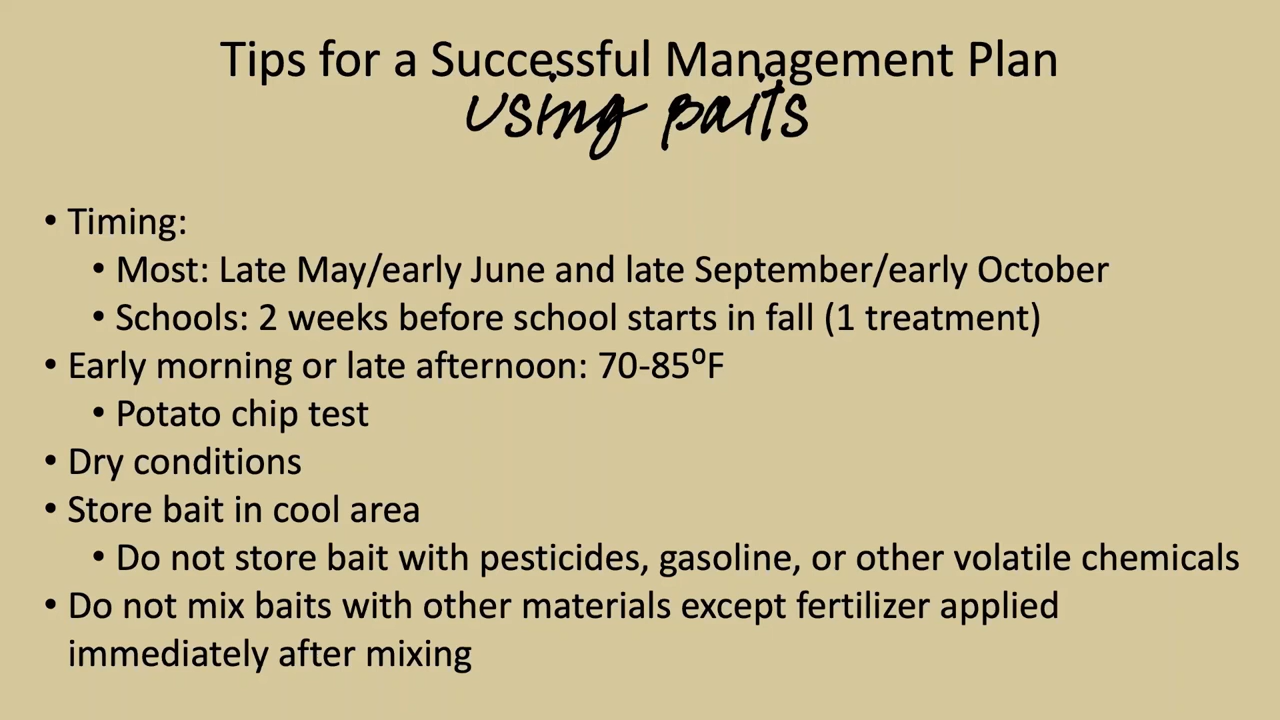 Tips for a Successful Management Plan
using baits
• Timing:
• Most: Late May/early June and late September/early October
• Schools: 2 weeks before school starts in fall (1 treatment)
• Early morning or late afternoon: 70-85⁰F
• Potato chip test
• Dry conditions
• Store bait in cool area
• Do not store bait with pesticides, gasoline, or other volatile chemicals
• Do not mix baits with other materials except fertilizer applied
immediately after mixing